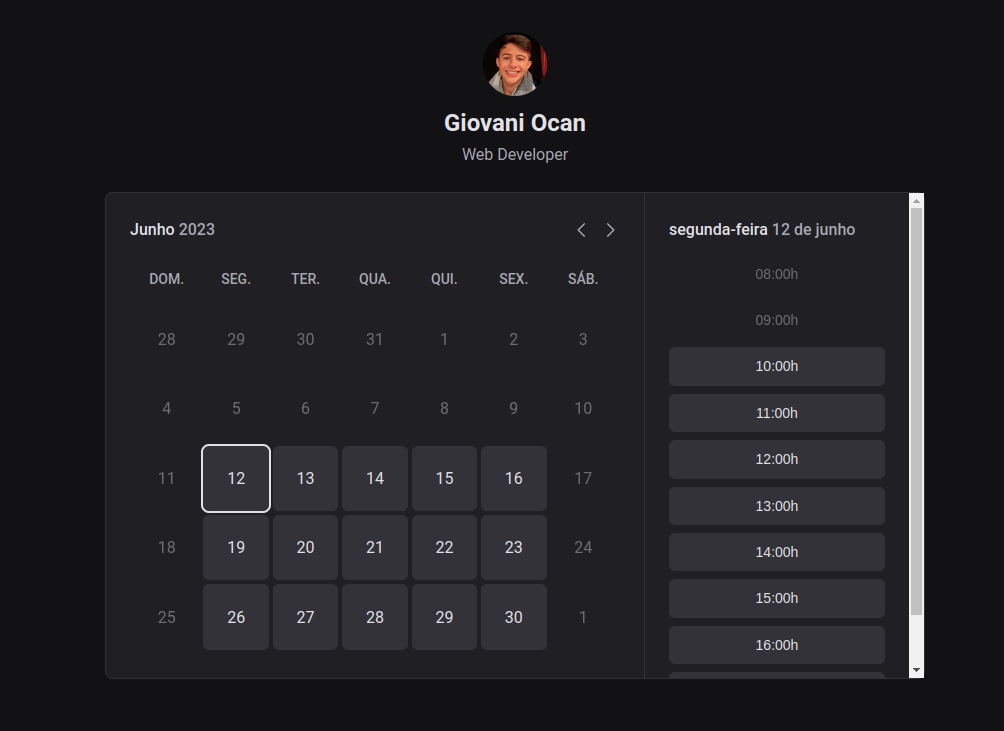 Giovani Ocan
Web Developer
Junho 2023
DOM. SEG. TER. QUA. QUI. SEX. SÁB.
28 29 30 31 1 2 3
4 5 6 7 8 9 10
11 12 13 14 15 16 17
18 19 20 21 22 23 24
25 26 27 28 29 30 1
segunda-feira 12 de junho
08:00h
09:00h
10:00h
11:00h
12:00h
13:00h
14:00h
15:00h
16:00h